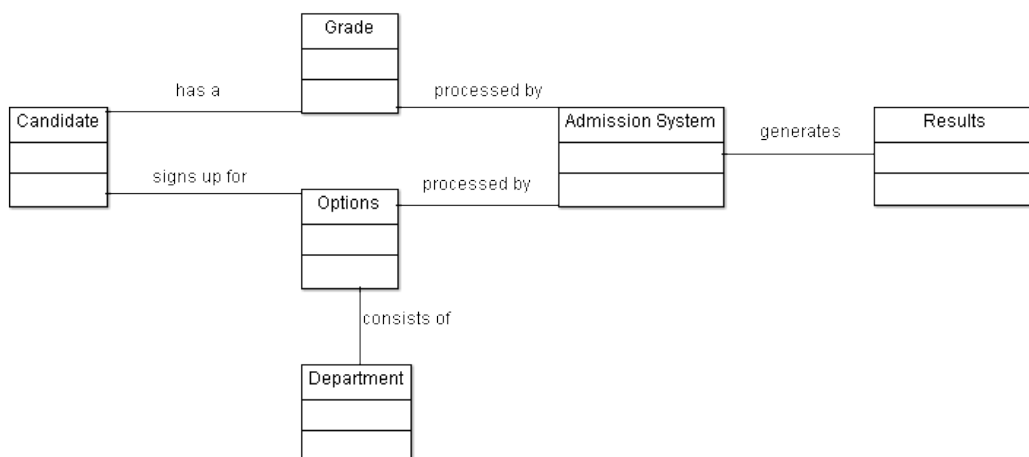 Grade
has a
processed by
Candidate
Admission System
Results
generates
signs up for
processed by
Options
consists of
Department